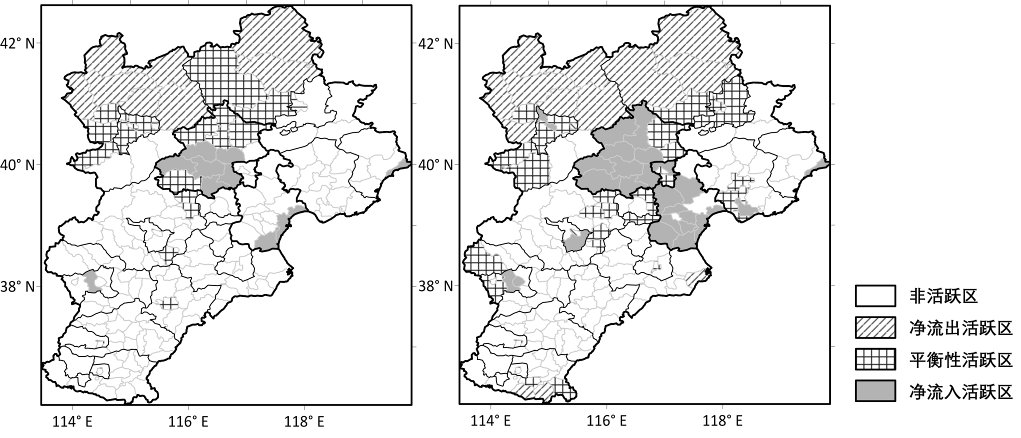 42° N
40° N
38° N
114° E
116° E
118° E
42° N
40° N
38° N
114° E
116° E
118° E
非活跃区
净流出活跃区
平衡性活跃区
净流入活跃区